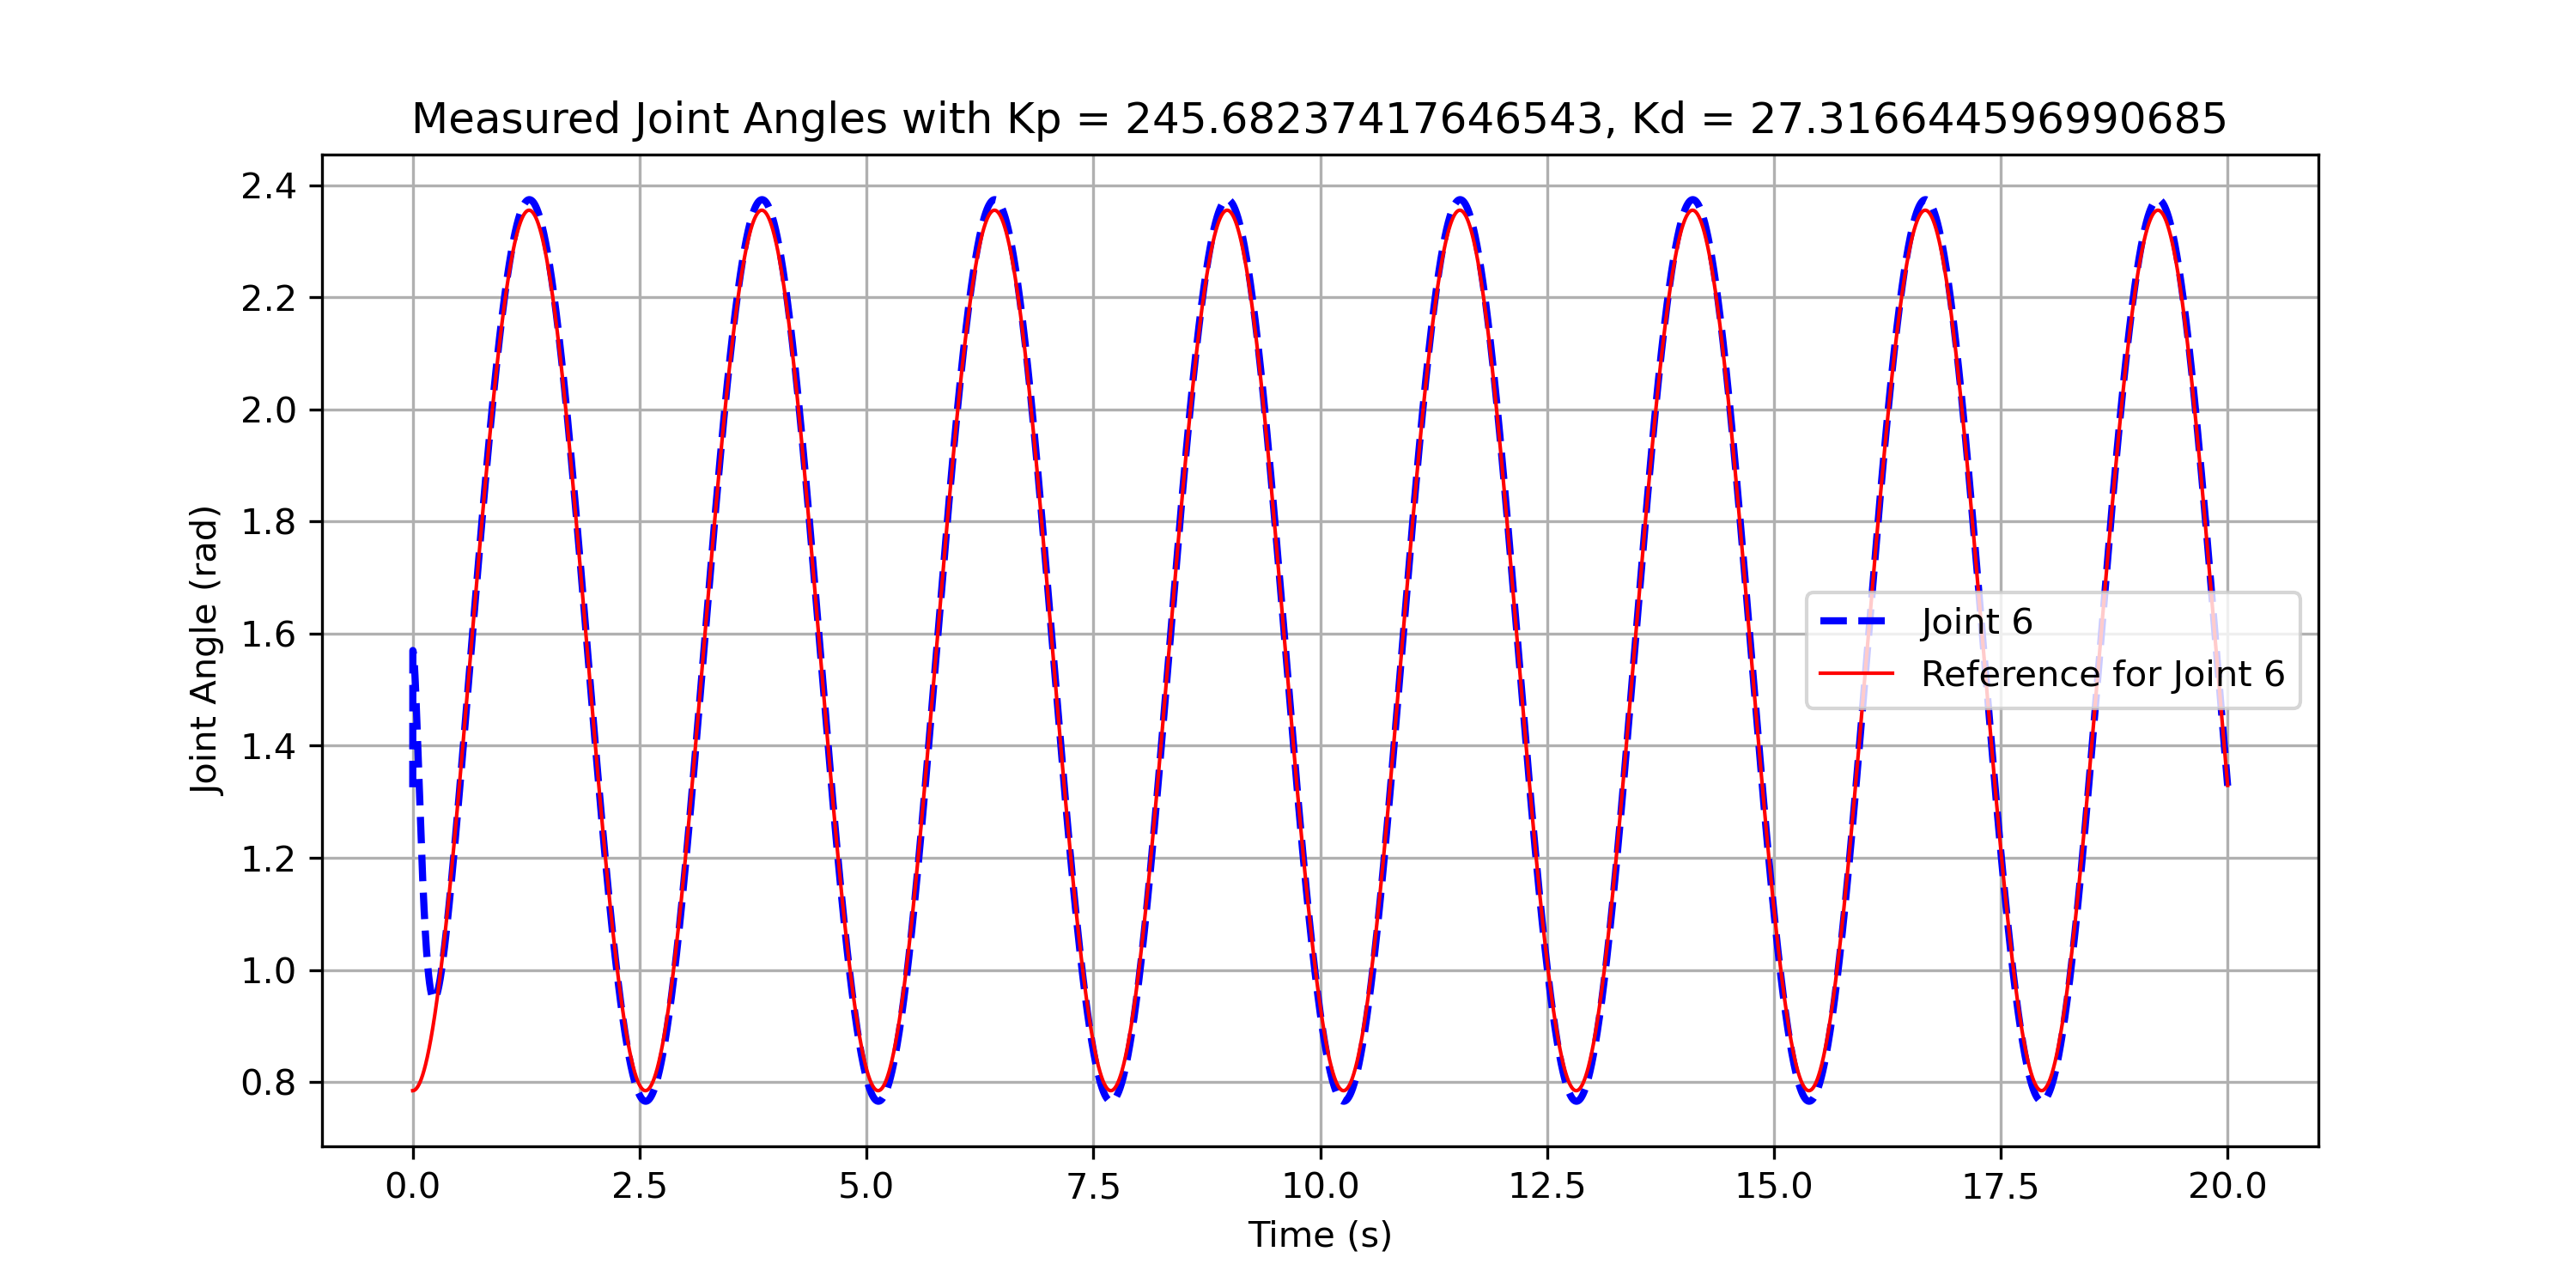 Measured Joint Angles with Kp = 245.68237417646543, Kd = 27.316644596990685
2.4
2.2
2.0
1.8
1.6
1.4
1.2
1.0
0.8
Joint Angle (rad)
Joint 6
Reference for Joint 6
0.0 2.5 5.0 7.5 10.0 12.5 15.0 17.5 20.0
Time (s)